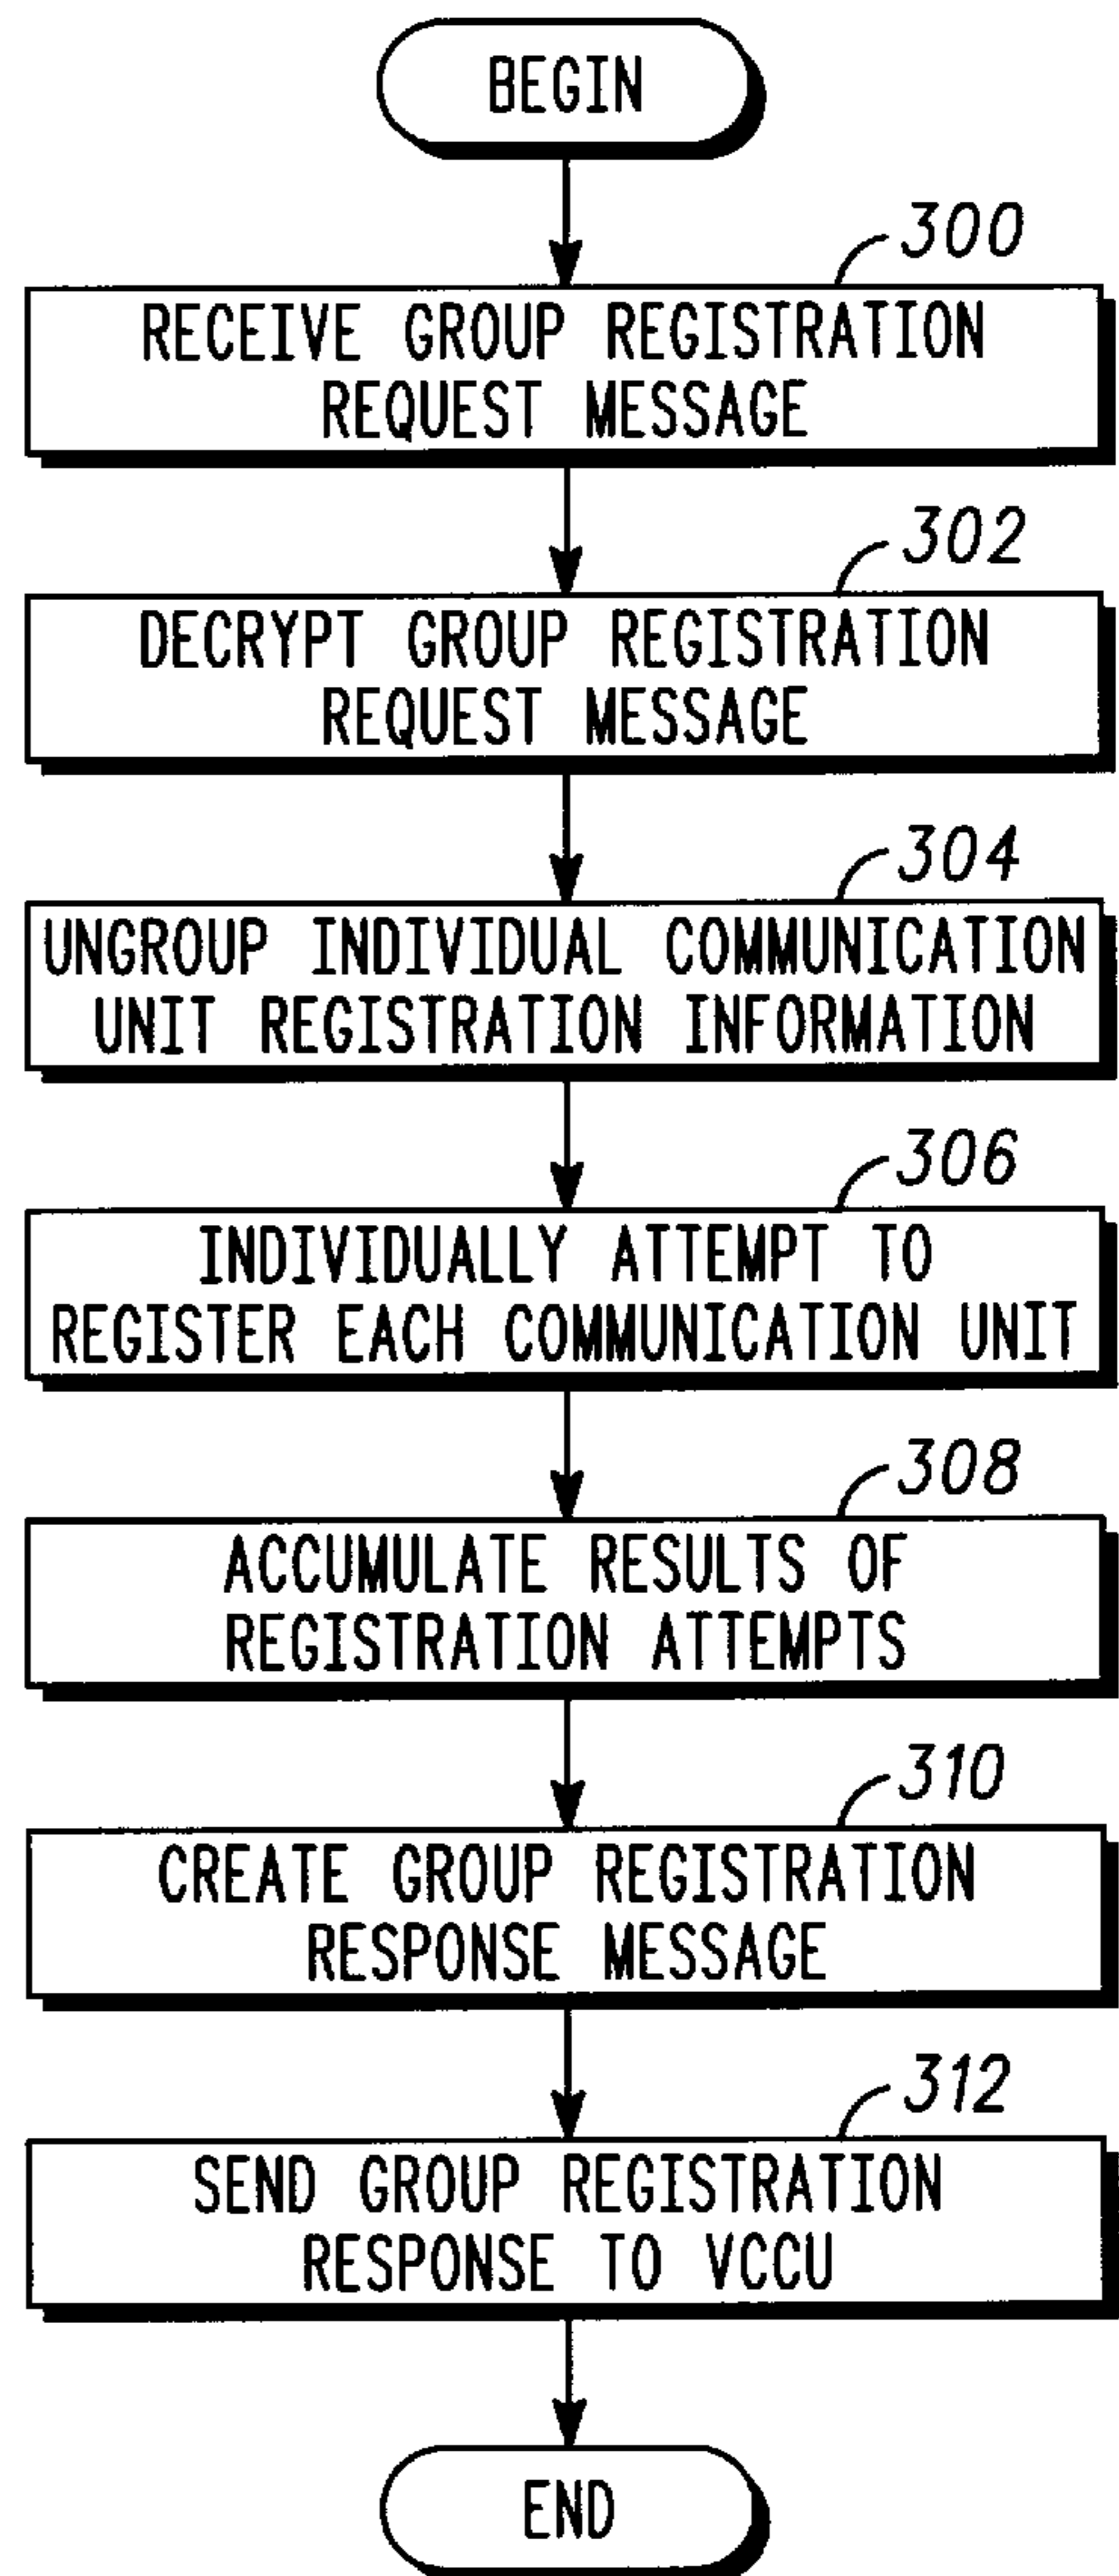 BEGIN
300
RECEIVE GROUP REGISTRATION
REQUEST MESSAGE
302
DECRYPT GROUP REGISTRATION
REQUEST MESSAGE
304
UNGROUP INDIVIDUAL COMMUNICATION
UNIT REGISTRATION INFORMATION
306
INDIVIDUALLY ATTEMPT TO
REGISTER EACH COMMUNICATION UNIT
308
ACCUMULATE RESULTS OF
REGISTRATION ATTEMPTS
310
CREATE GROUP REGISTRATION
RESPONSE MESSAGE
312
SEND GROUP REGISTRATION
RESPONSE TO VCCU
END